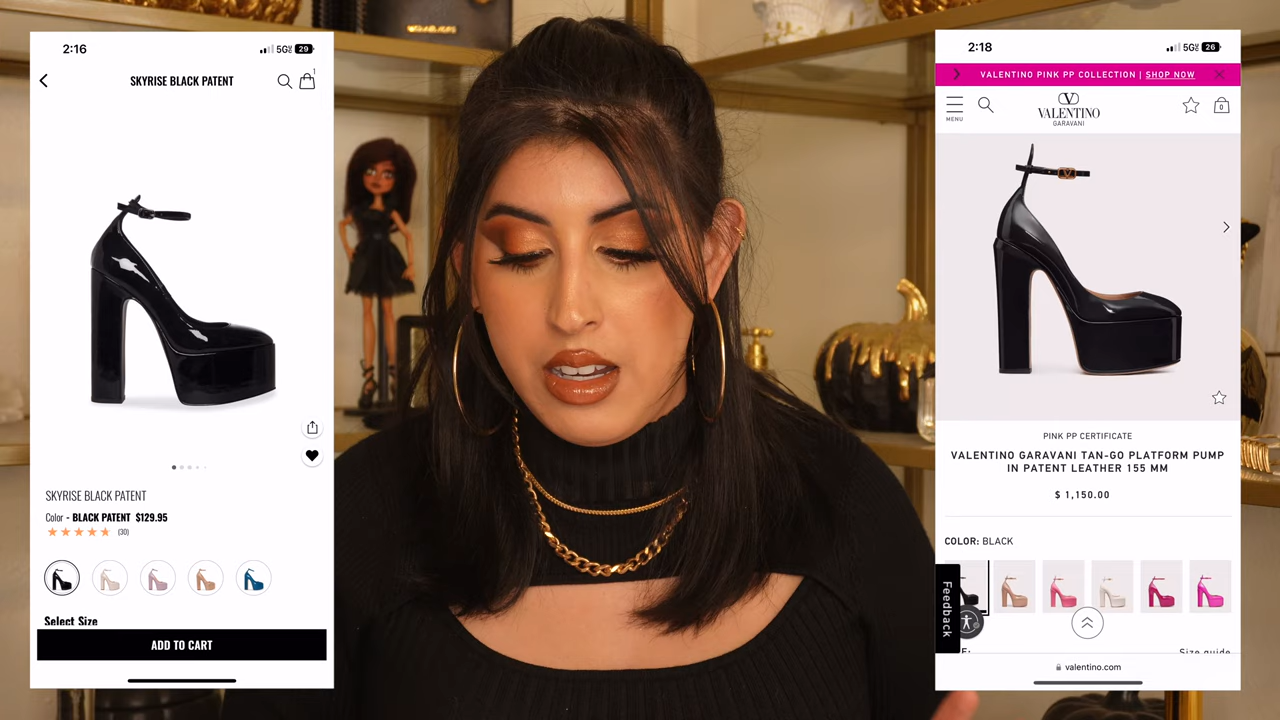 2:16
5G
29
SKYRISE BLACK PATENT
1
SKYRISE BLACK PATENT
Color - BLACK PATENT $129.95
(30)
Select Size
ADD TO CART
2:18
5G
26
VALENTINO PINK PP COLLECTION | SHOP NOW
MENU
VALENTINO
GARAVANI
0
PINK PP CERTIFICATE
VALENTINO GARAVANI TAN-GO PLATFORM PUMP
IN PATENT LEATHER 155 MM
$ 1,150.00
COLOR: BLACK
Feedback
Size guide
valentino.com